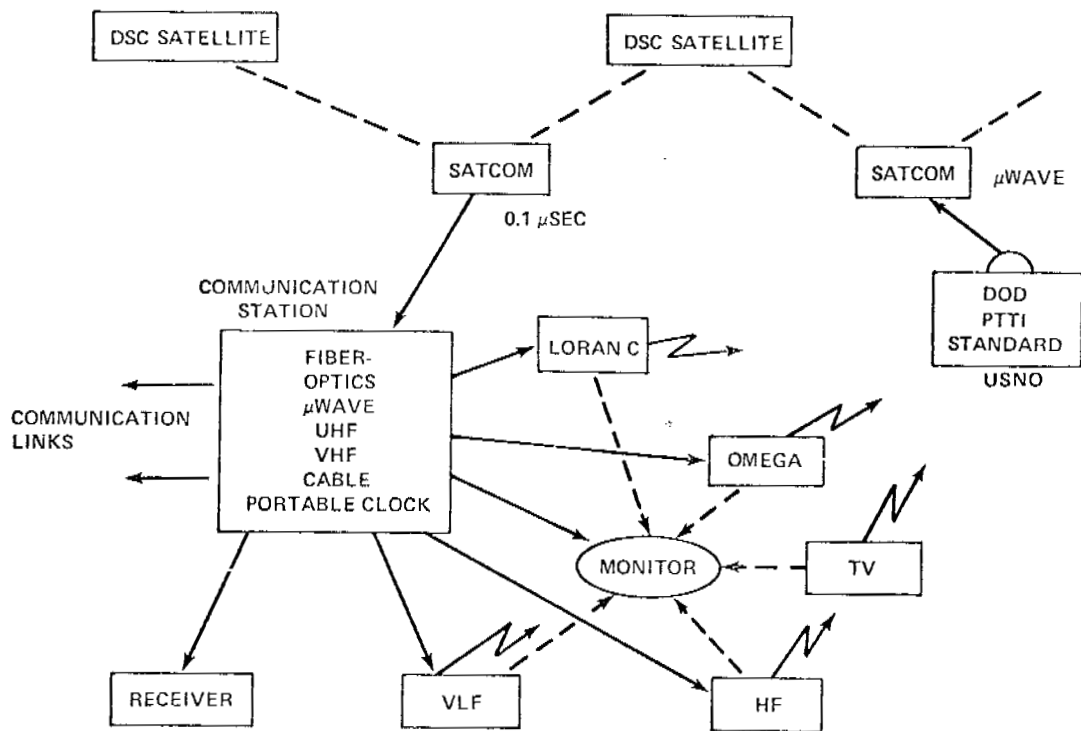 DSC SATELLITE
DSC SATELLITE
SATCOM
SATCOM
μWAVE
0.1 μSEC
COMMUNICATION
STATION
DOD
PTTI
STANDARD
USNO
FIBER-
OPTICS
μWAVE
UHF
VHF
CABLE
PORTABLE CLOCK
COMMUNICATION
LINKS
LORAN C
OMEGA
MONITOR
TV
RECEIVER
VLF
HF